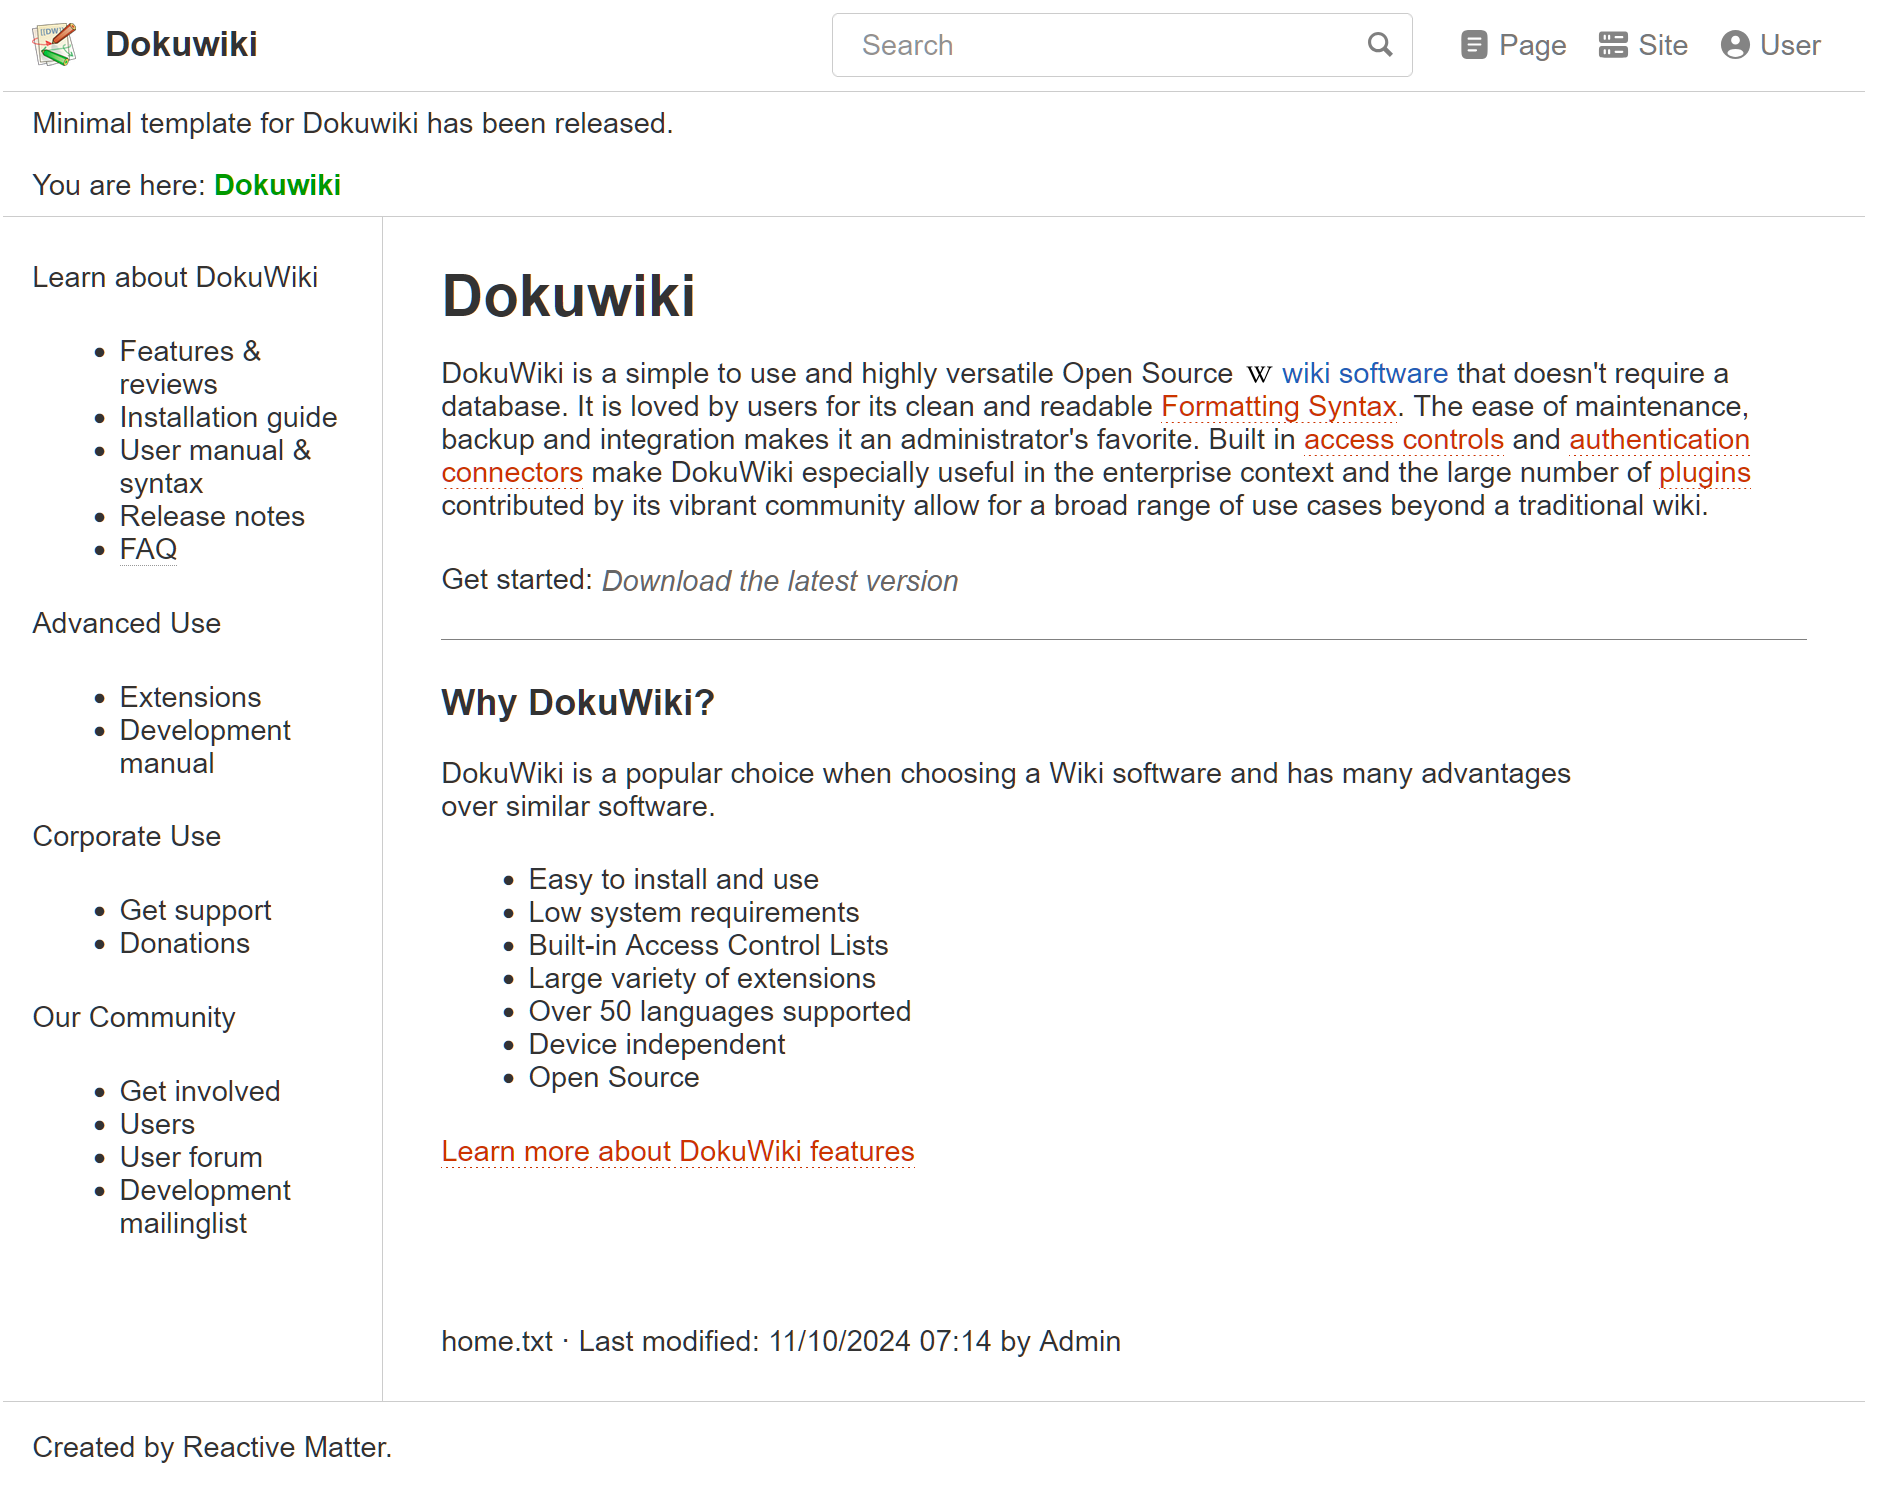 Dokuwiki
Search
Page
Site
User
Minimal template for Dokuwiki has been released.
You are here: Dokuwiki
Learn about DokuWiki
Features &
reviews
Installation guide
User manual &
syntax
Release notes
FAQ
Advanced Use
Extensions
Development
manual
Corporate Use
Get support
Donations
Our Community
Get involved
Users
User forum
Development
mailinglist
Dokuwiki
DokuWiki is a simple to use and highly versatile Open Source W wiki software that doesn't require a
database. It is loved by users for its clean and readable Formatting Syntax. The ease of maintenance,
backup and integration makes it an administrator's favorite. Built in access controls and authentication
connectors make DokuWiki especially useful in the enterprise context and the large number of plugins
contributed by its vibrant community allow for a broad range of use cases beyond a traditional wiki.
Get started: Download the latest version
Why DokuWiki?
DokuWiki is a popular choice when choosing a Wiki software and has many advantages
over similar software.
Easy to install and use
Low system requirements
Built-in Access Control Lists
Large variety of extensions
Over 50 languages supported
Device independent
Open Source
Learn more about DokuWiki features
home.txt · Last modified: 11/10/2024 07:14 by Admin
Created by Reactive Matter.